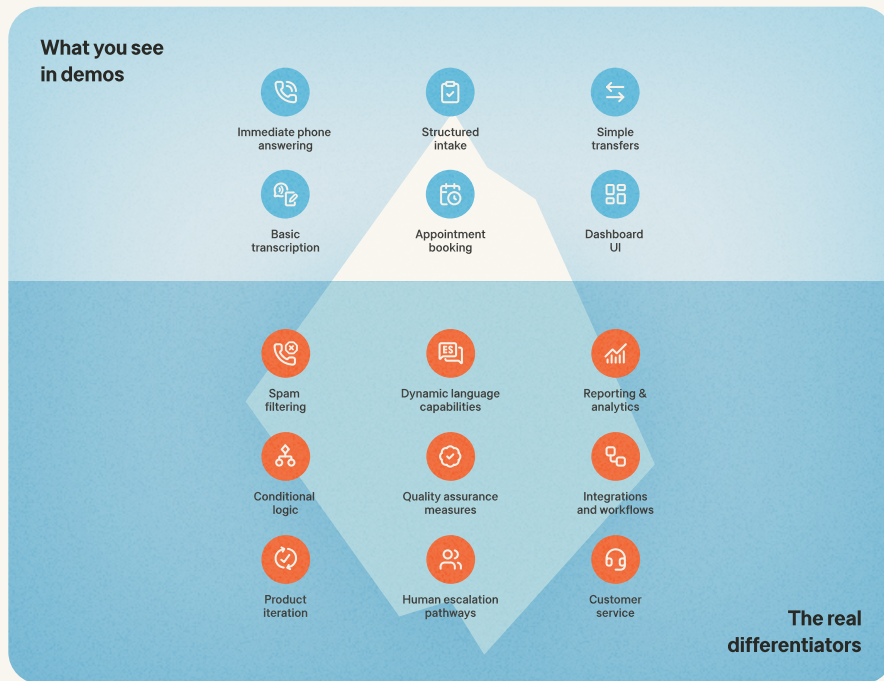 What you see
in demos
Immediate phone
answering
Structured
intake
Simple
transfers
Basic
transcription
Appointment
booking
Dashboard
UI
Spam
filtering
ES
Dynamic language
capabilities
Reporting &
analytics
Conditional
logic
Quality assurance
measures
Integrations
and workflows
Product
iteration
Human escalation
pathways
Customer
service
The real
differentiators